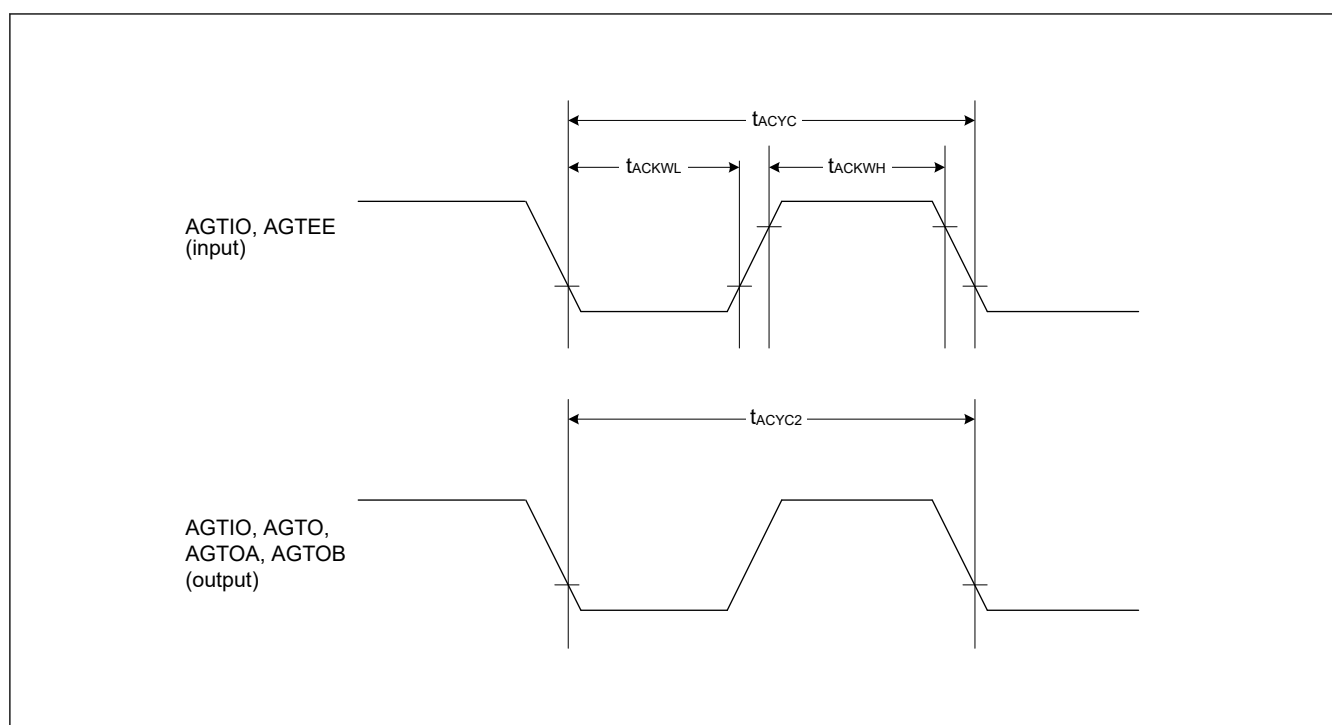 tACYC
tACKWL
tACKWH
AGTIO, AGTEE
(input)
tACYC2
AGTIO, AGTO,
AGTOA, AGTOB
(output)